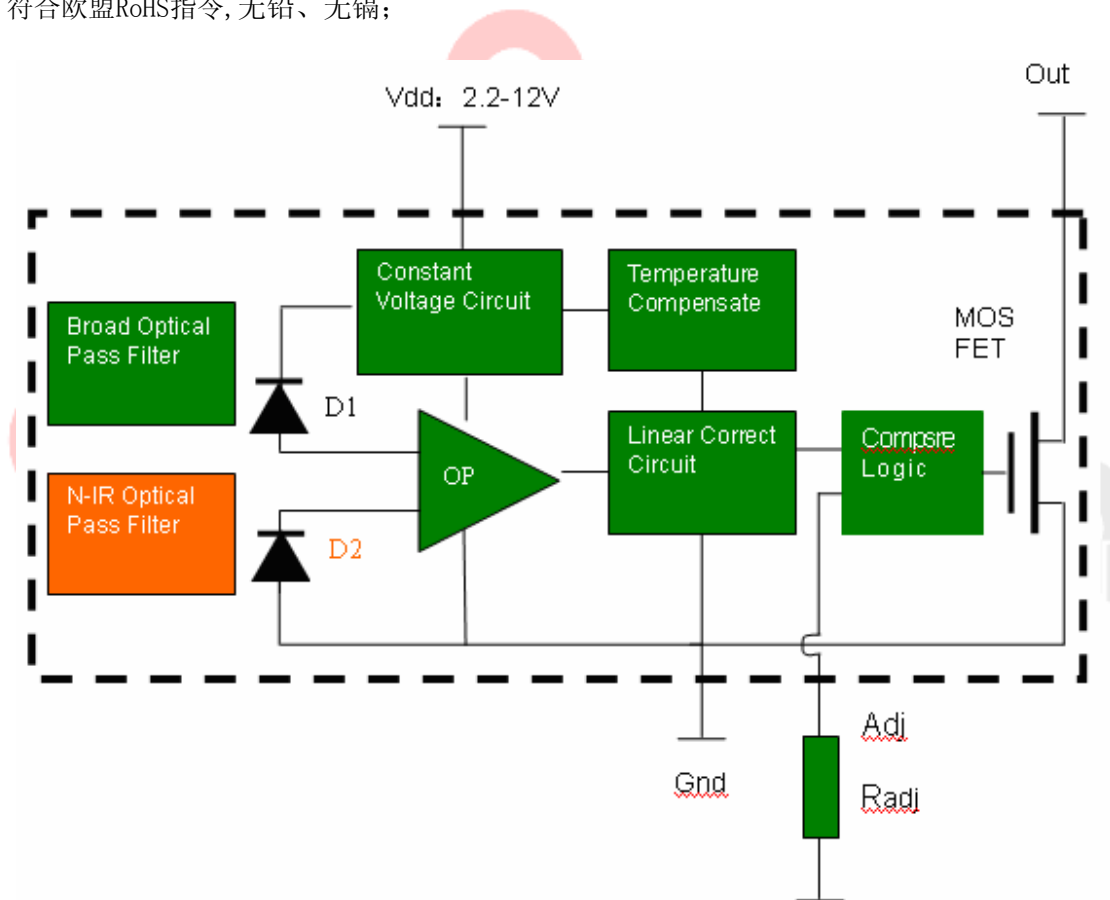 符合欧盟RoHS指令,无铅、无镉;
Out
Vdd：2.2-12V
Constant
Voltage Circuit
Temperature
Compensate
Broad Optical
Pass Filter
MOS
FET
D1
Linear Correct
Circuit
Compsre
Logic
OP
N-IR Optical
Pass Filter
D2
Adj
Gnd
Radj